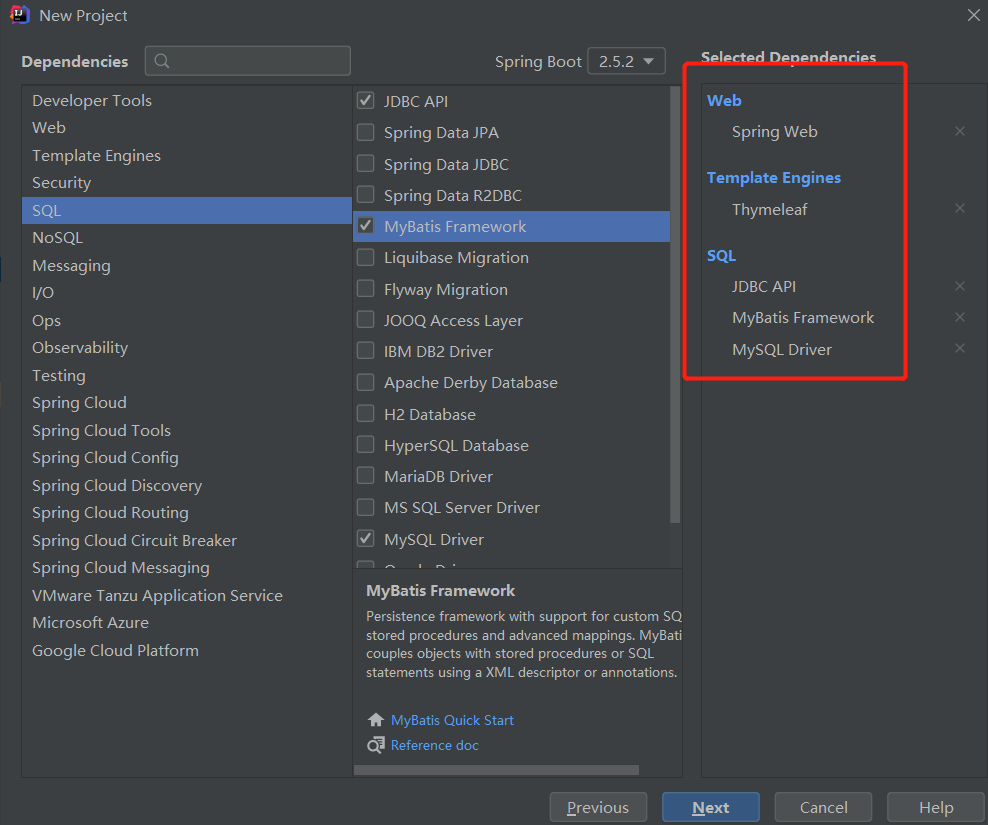 New Project
Dependencies
Spring Boot 2.5.2
Selected Dependencies
Developer Tools
Web
Template Engines
Security
SQL
NoSQL
Messaging
I/O
Ops
Observability
Testing
Spring Cloud
Spring Cloud Tools
Spring Cloud Config
Spring Cloud Discovery
Spring Cloud Routing
Spring Cloud Circuit Breaker
Spring Cloud Messaging
VMware Tanzu Application Service
Microsoft Azure
Google Cloud Platform
JDBC API
Spring Data JPA
Spring Data JDBC
Spring Data R2DBC
MyBatis Framework
Liquibase Migration
Flyway Migration
JOOQ Access Layer
IBM DB2 Driver
Apache Derby Database
H2 Database
HyperSQL Database
MariaDB Driver
MS SQL Server Driver
MySQL Driver
MyBatis Framework
Persistence framework with support for custom SQ
stored procedures and advanced mappings. MyBati
couples objects with stored procedures or SQL
statements using a XML descriptor or annotations.
MyBatis Quick Start
Reference doc
Web
Spring Web
Template Engines
Thymeleaf
SQL
JDBC API
MyBatis Framework
MySQL Driver
Previous
Next
Cancel
Help